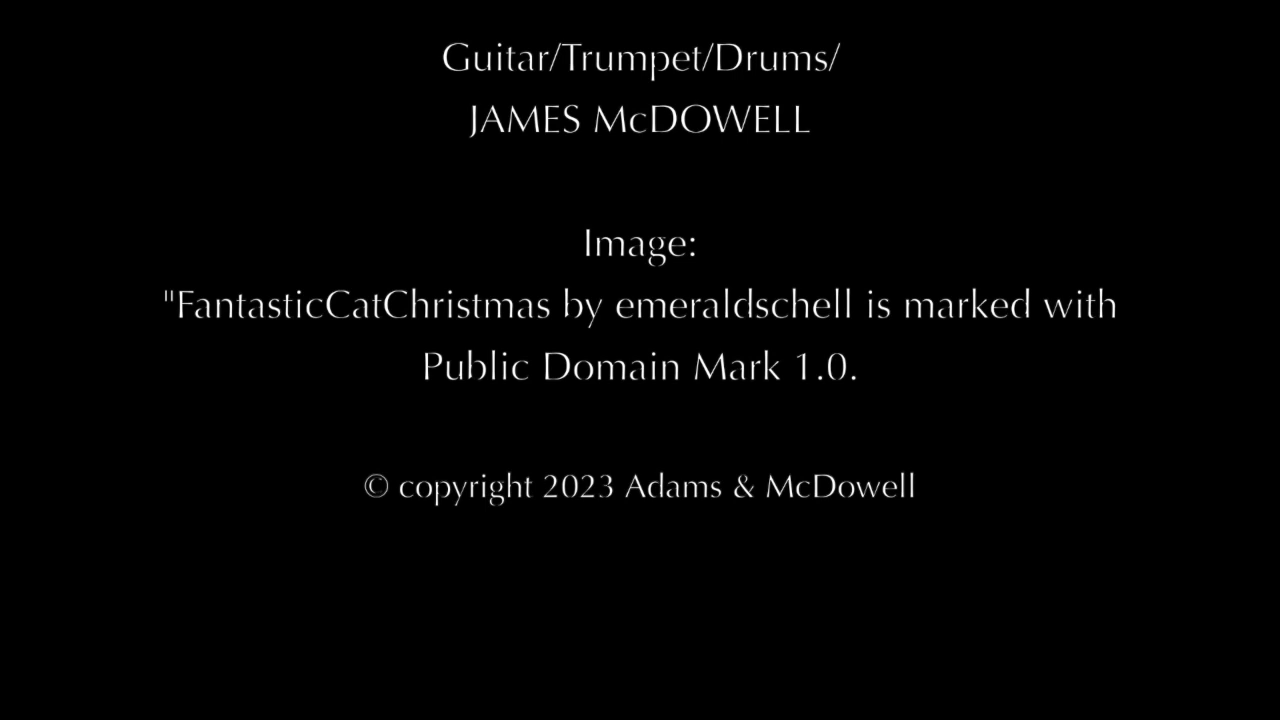 Guitar/Trumpet/Drums/
JAMES McDOWELL
Image:
"FantasticCatChristmas by emeraldschell is marked with
Public Domain Mark 1.0.
© copyright 2023 Adams & McDowell